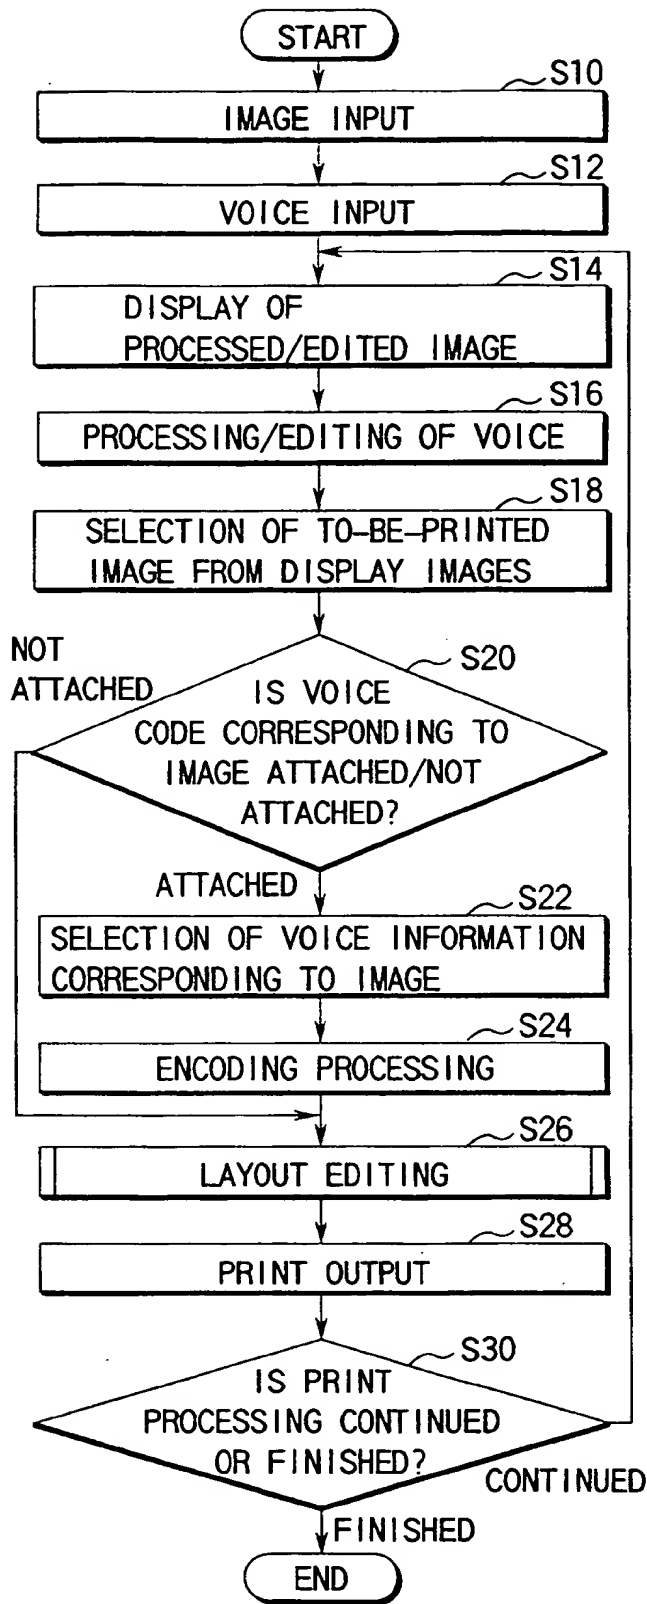 START
S10
IMAGE INPUT
S12
VOICE INPUT
S14
DISPLAY OF
PROCESSED/EDITED IMAGE
S16
PROCESSING/EDITING OF VOICE
S18
SELECTION OF TO-BE-PRINTED
IMAGE FROM DISPLAY IMAGES
NOT
ATTACHED
S20
IS VOICE
CODE CORRESPONDING TO
IMAGE ATTACHED/NOT
ATTACHED?
ATTACHED
S22
SELECTION OF VOICE INFORMATION
CORRESPONDING TO IMAGE
S24
ENCODING PROCESSING
S26
LAYOUT EDITING
S28
PRINT OUTPUT
S30
IS PRINT
PROCESSING CONTINUED
OR FINISHED?
CONTINUED
FINISHED
END